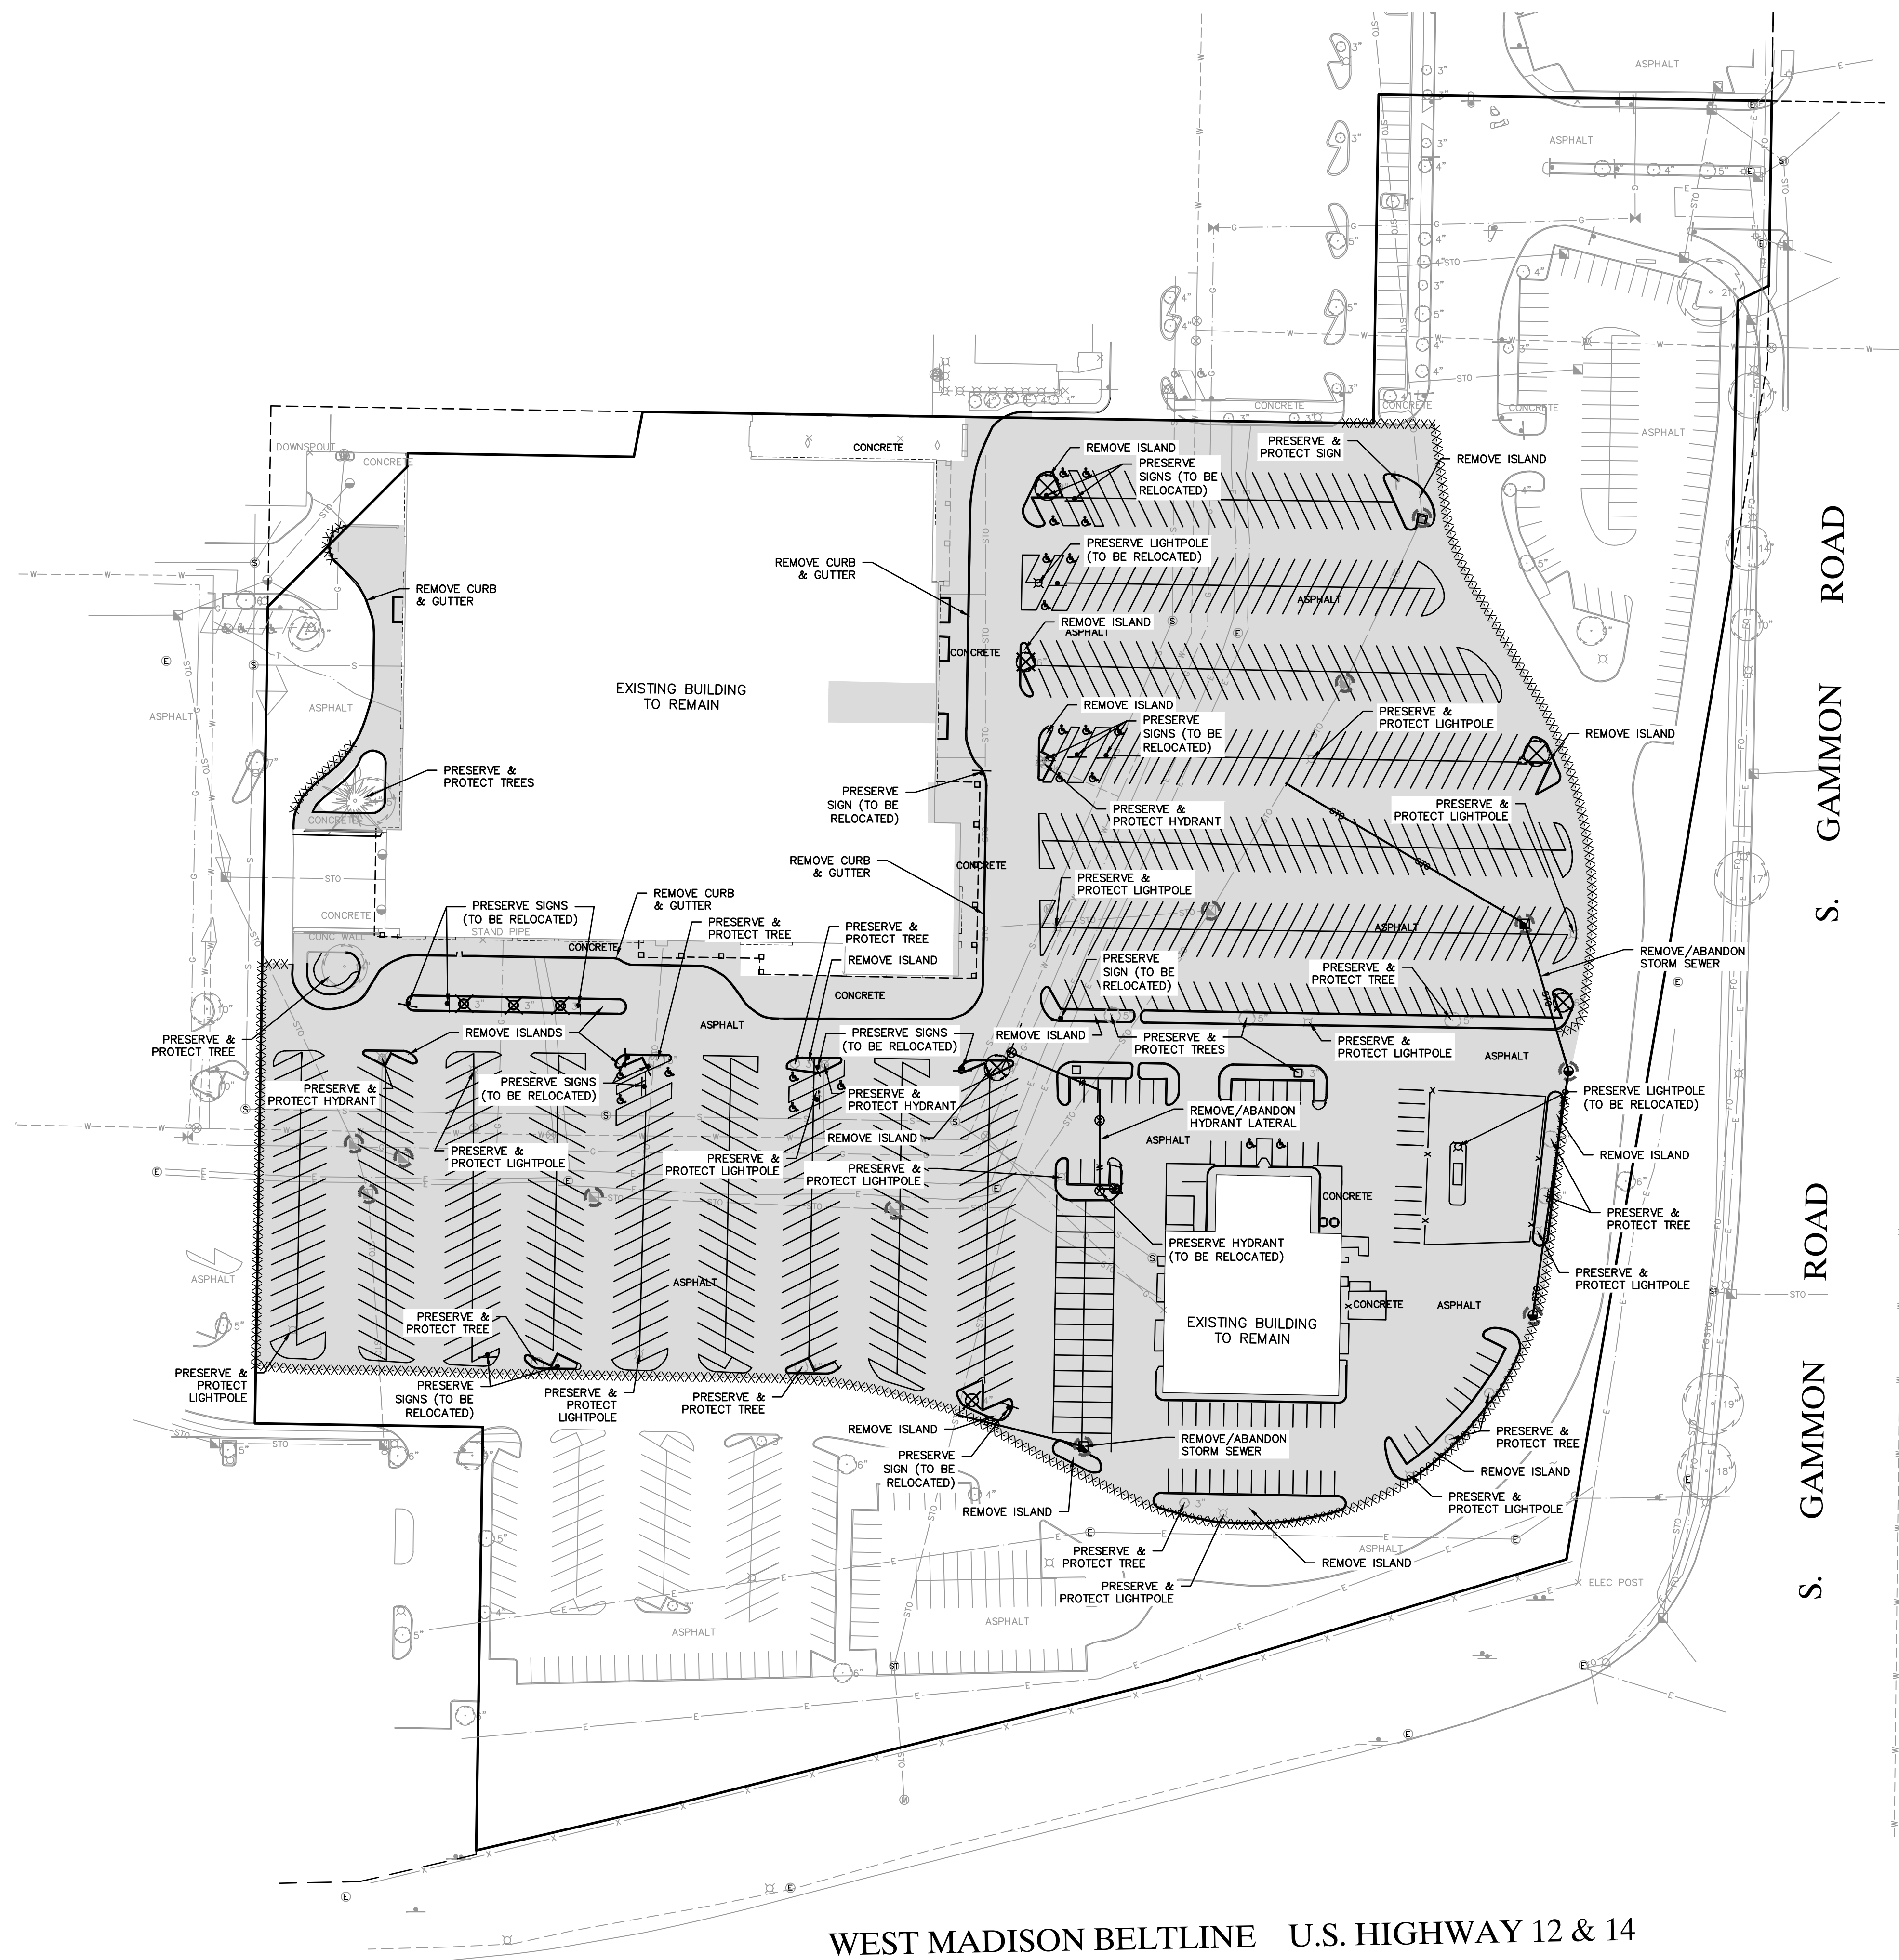 ASPHALT
ASPHALT
DOWNSPOUT
CONCRETE
CONCRETE
CONCRETE
CONCRETE
CONCRETE
CONCRETE
ASPHALT
REMOVE ISLAND
PRESERVE
SIGNS (TO BE
RELOCATED)
PRESERVE &
PROTECT SIGN
REMOVE ISLAND
REMOVE CURB
& GUTTER
REMOVE CURB
& GUTTER
PRESERVE LIGHTPOLE
(TO BE RELOCATED)
ASPHALT
REMOVE ISLAND
ASPHALT
CONCRETE
EXISTING BUILDING
TO REMAIN
ASPHALT
ASPHALT
REMOVE ISLAND
PRESERVE
SIGNS (TO BE
RELOCATED)
PRESERVE &
PROTECT LIGHTPOLE
REMOVE ISLAND
PRESERVE &
PROTECT TREES
CONCRETE
PRESERVE
SIGN (TO BE
RELOCATED)
PRESERVE &
PROTECT HYDRANT
PRESERVE &
PROTECT LIGHTPOLE
REMOVE CURB
& GUTTER
CONCRETE
PRESERVE &
PROTECT LIGHTPOLE
CONCRETE
CONC WALL
PRESERVE SIGNS
(TO BE RELOCATED)
STAND PIPE
REMOVE CURB
& GUTTER
PRESERVE &
PROTECT TREE
PRESERVE &
PROTECT TREE
REMOVE ISLAND
CONCRETE
CONCRETE
ASPHALT
REMOVE/ABANDON
STORM SEWER
PRESERVE
SIGN (TO BE
RELOCATED)
PRESERVE &
PROTECT TREE
PRESERVE &
PROTECT TREE
REMOVE ISLANDS
ASPHALT
PRESERVE SIGNS
(TO BE RELOCATED)
REMOVE ISLAND
PRESERVE &
PROTECT TREES
PRESERVE &
PROTECT LIGHTPOLE
ASPHALT
PRESERVE &
PROTECT HYDRANT
PRESERVE SIGNS
(TO BE RELOCATED)
PRESERVE &
PROTECT HYDRANT
PRESERVE LIGHTPOLE
(TO BE RELOCATED)
REMOVE/ABANDON
HYDRANT LATERAL
ASPHALT
REMOVE ISLAND
REMOVE ISLAND
PRESERVE &
PROTECT LIGHTPOLE
PRESERVE &
PROTECT LIGHTPOLE
PRESERVE &
PROTECT LIGHTPOLE
CONCRETE
PRESERVE &
PROTECT TREE
PRESERVE HYDRANT
(TO BE RELOCATED)
ASPHALT
ASPHALT
PRESERVE &
PROTECT LIGHTPOLE
CONCRETE
ASPHALT
EXISTING BUILDING
TO REMAIN
PRESERVE &
PROTECT TREE
PRESERVE &
PROTECT
LIGHTPOLE
PRESERVE
SIGNS (TO BE
RELOCATED)
PRESERVE &
PROTECT
LIGHTPOLE
PRESERVE &
PROTECT TREE
REMOVE ISLAND
PRESERVE
SIGN (TO BE
RELOCATED)
REMOVE/ABANDON
STORM SEWER
PRESERVE &
PROTECT TREE
REMOVE ISLAND
PRESERVE &
PROTECT LIGHTPOLE
REMOVE ISLAND
PRESERVE &
PROTECT TREE
REMOVE ISLAND
ASPHALT
PRESERVE &
PROTECT LIGHTPOLE
ELEC POST
ASPHALT
ASPHALT
S. GAMMON ROAD
S. GAMMON ROAD
WEST MADISON BELTLINE U.S. HIGHWAY 12 & 14